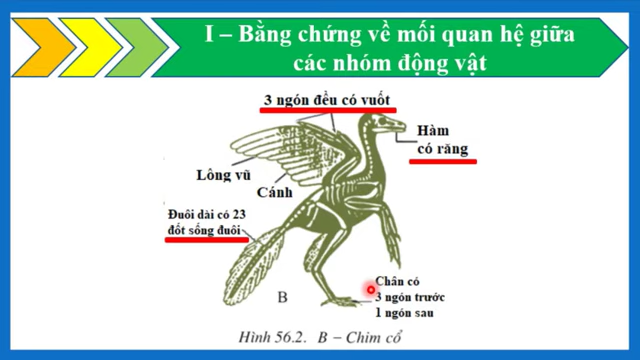 I – Bằng chứng về mối quan hệ giữa
các nhóm động vật
3 ngón đều có vuốt
Hàm
có răng
Lông vũ
Cánh
Đuôi dài có 23
đốt sống đuôi
B
Chân có
3 ngón trước
1 ngón sau
Hình 56.2. B – Chim cổ